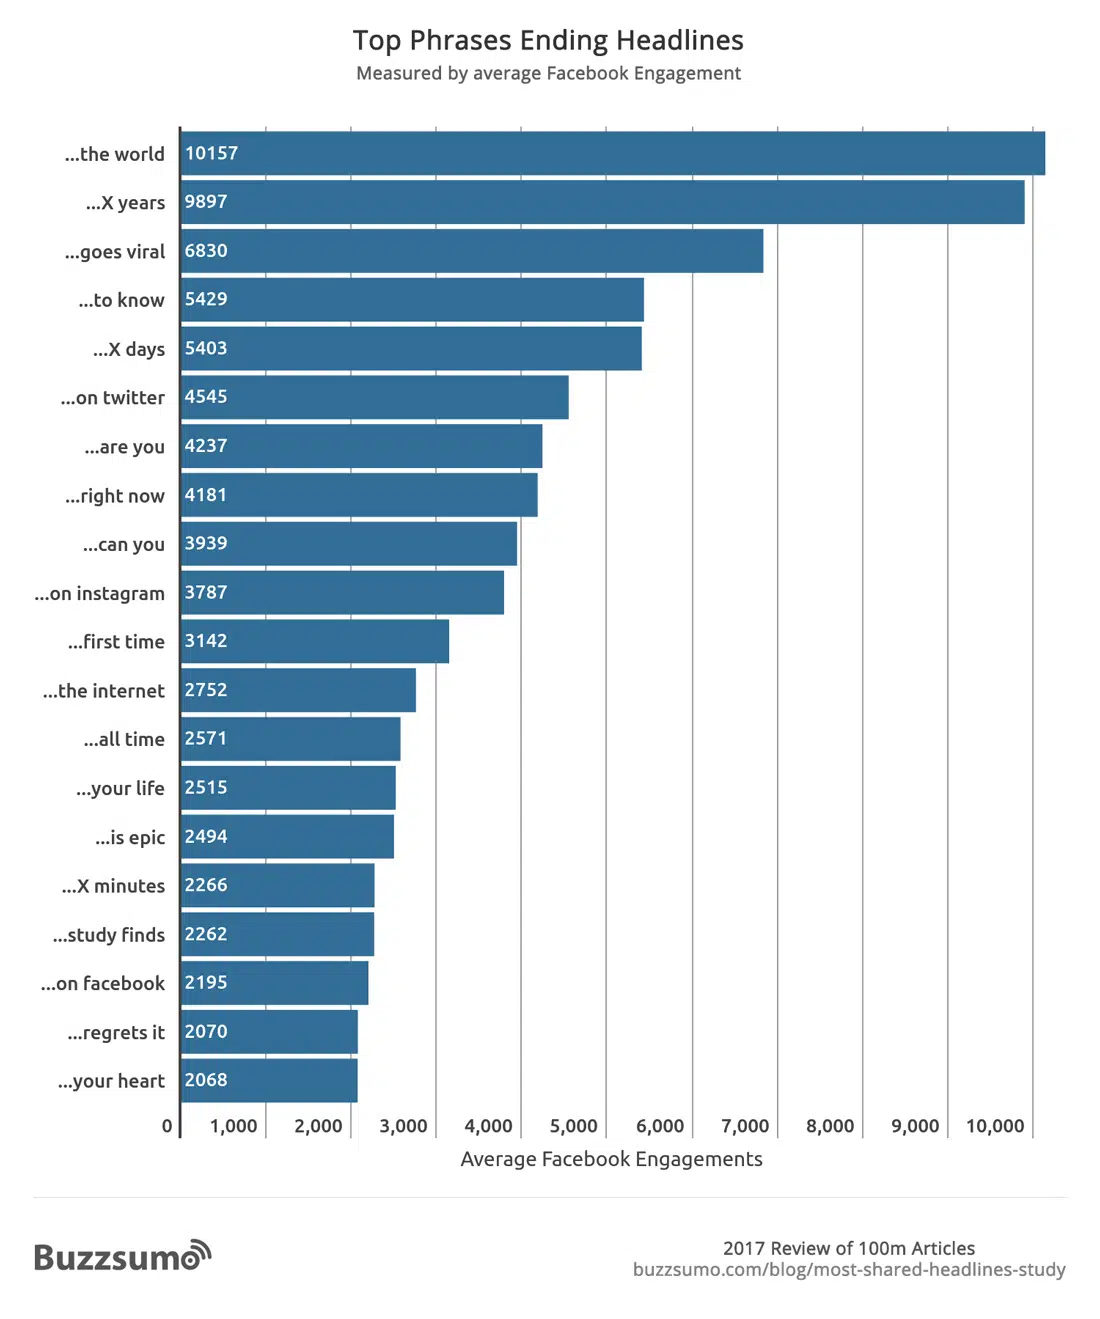 Top Phrases Ending Headlines
Measured by average Facebook Engagement
...the world 10157
...X years 9897
...goes viral 6830
...to know 5429
...X days 5403
...on twitter 4545
...are you 4237
...right now 4181
...can you 3939
...on instagram 3787
...first time 3142
...the internet 2752
...all time 2571
...your life 2515
...is epic 2494
...X minutes 2266
...study finds 2262
...on facebook 2195
...regrets it 2070
...your heart 2068
0 1,000 2,000 3,000 4,000 5,000 6,000 7,000 8,000 9,000 10,000
Average Facebook Engagements
Buzzsumo
2017 Review of 100m Articles
buzzsumo.com/blog/most-shared-headlines-study